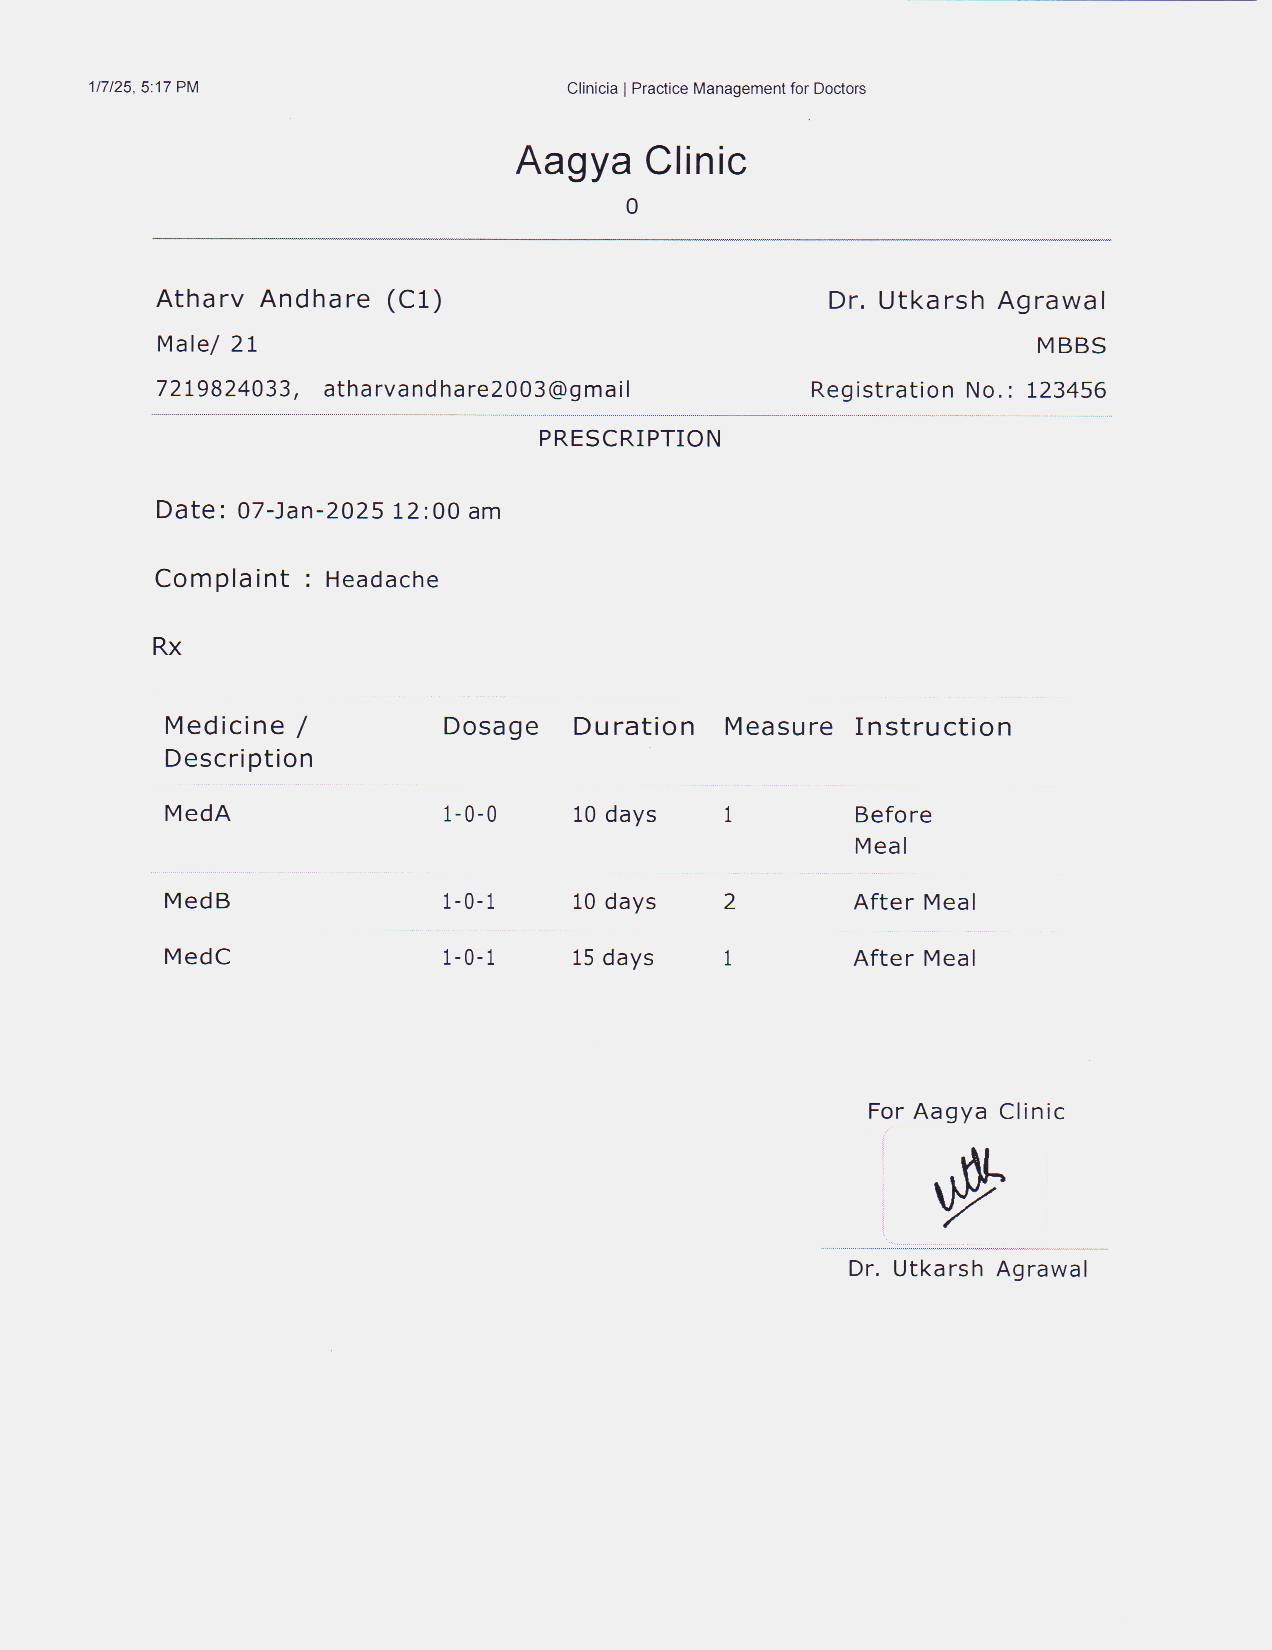 1/7/25, 5:17 PM Clinicia | Practice Management for Doctors
Aagya Clinic
0
Atharv Andhare (C1) Dr. Utkarsh Agrawal
Male/ 21 MBBS
7219824033, atharvandhare2003@gmail Registration No.: 123456
PRESCRIPTION
Date: 07-Jan-2025 12:00 am
Complaint : Headache
Rx
Medicine / Dosage Duration Measure Instruction
Description
MedA 1-0-0 10 days 1 Before
Meal
MedB 1-0-1 10 days 2 After Meal
MedC 1-0-1 15 days 1 After Meal
For Aagya Clinic
utk
Dr. Utkarsh Agrawal